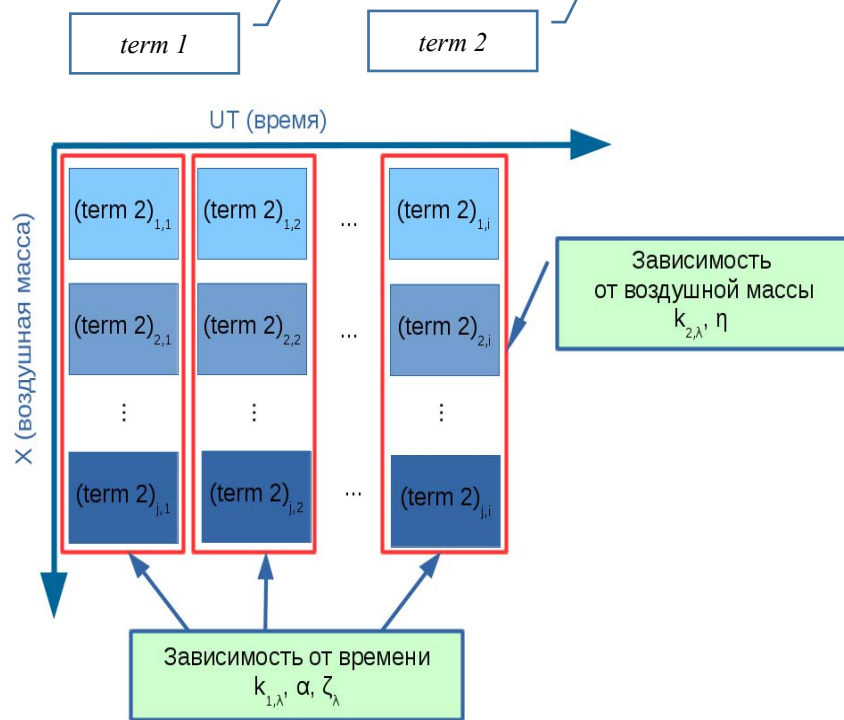 term 1
term 2
UT (время)
X (воздушная масса)
(term 2)1,1
(term 2)1,2
...
(term 2)1,i
(term 2)2,1
(term 2)2,2
...
(term 2)2,i
⋮
⋮
⋮
(term 2)j,1
(term 2)j,2
...
(term 2)j,i
Зависимость
от воздушной массы
k2,λ, η
Зависимость от времени
k1,λ, α, ζλ